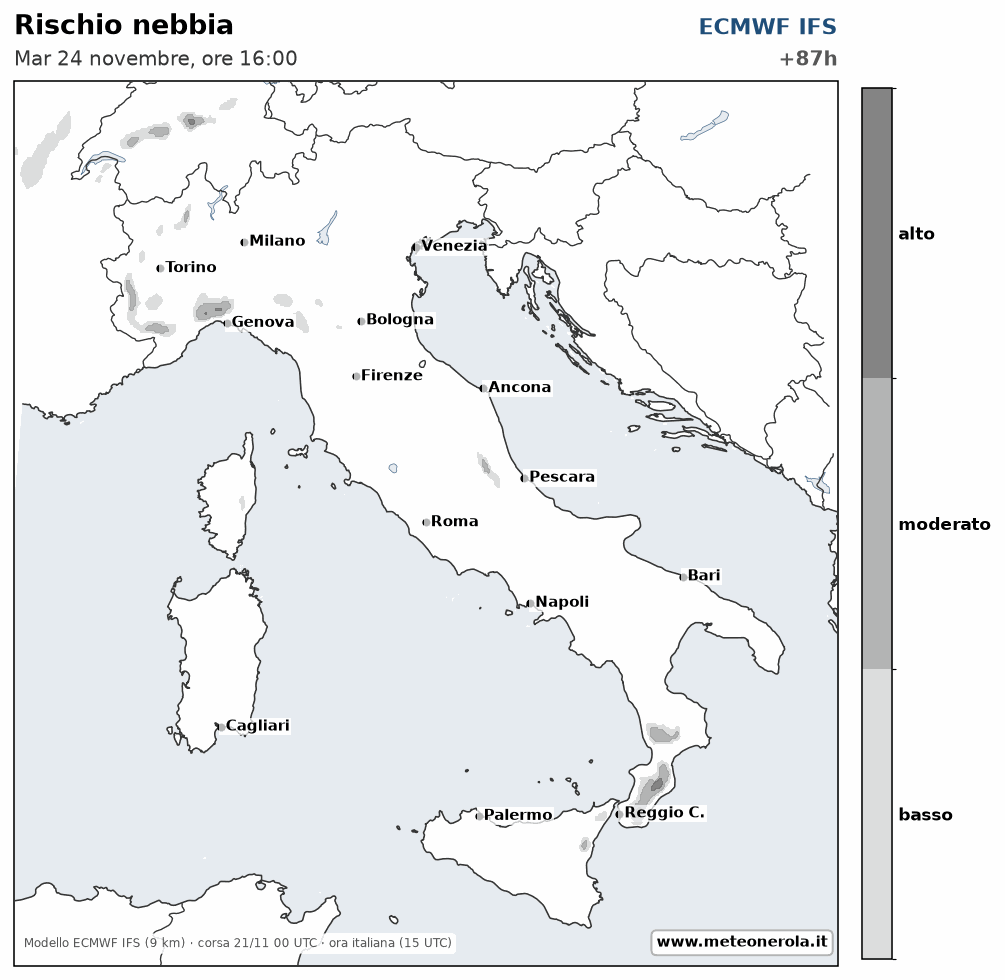 Rischio nebbia
ECMWF IFS
Mar 24 novembre, ore 16:00
+87h
alto
Milano
Venezia
Torino
Genova
Bologna
Firenze
Ancona
Pescara
Roma
moderato
Bari
Napoli
Cagliari
Palermo
Reggio C.
basso
Modello ECMWF IFS (9 km) · corsa 21/11 00 UTC · ora italiana (15 UTC)
www.meteonerola.it